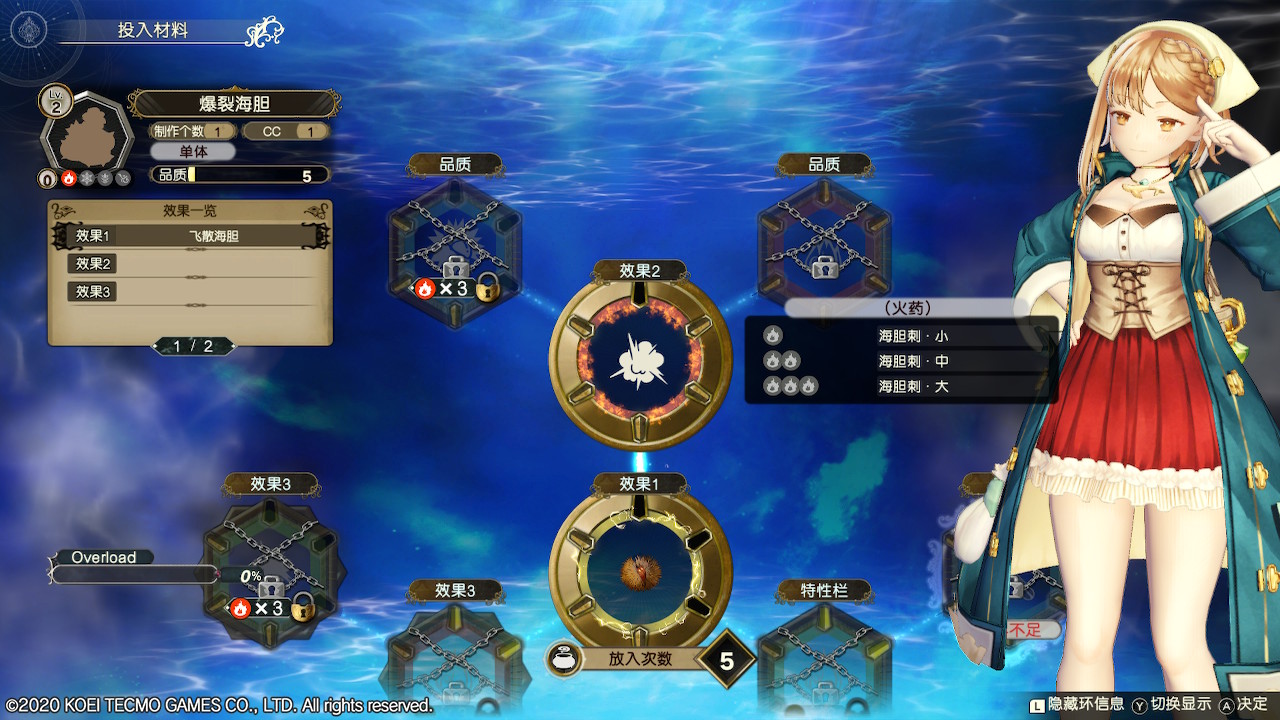 投入材料
Lv.
2
爆裂海胆
制作个数 1 CC 1
单体
0
品质 5
效果一览
效果1 飞散海胆
效果2
效果3
1 / 2
品质
×3
品质
效果2
(火药)
海胆刺・小
海胆刺・中
海胆刺・大
效果3
效果1
Overload
0%
×3
效果3
特性栏
不足
放入次数 5
©2020 KOEI TECMO GAMES CO., LTD. All rights reserved.
L 隐藏环信息 Y 切换显示 A 决定